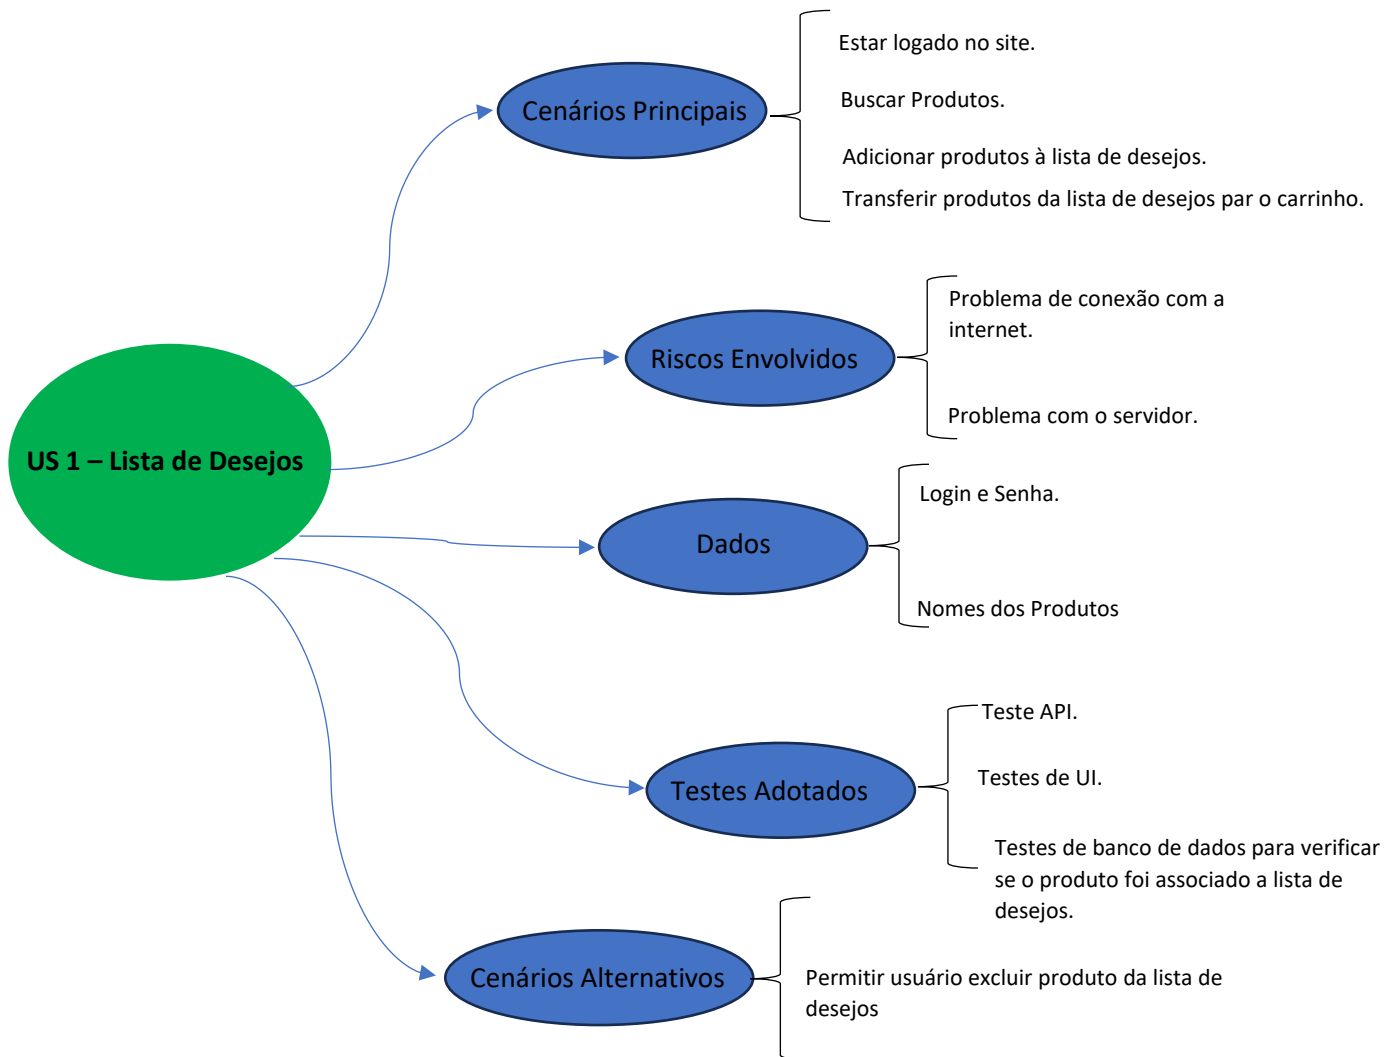 Estar logado no site.
Cenários Principais
Buscar Produtos.
Adicionar produtos à lista de desejos.
Transferir produtos da lista de desejos par o carrinho.
Problema de conexão com a
internet.
Riscos Envolvidos
Problema com o servidor.
US 1 – Lista de Desejos
Login e Senha.
Dados
Nomes dos Produtos
Teste API.
Testes de UI.
Testes Adotados
Testes de banco de dados para verificar
se o produto foi associado a lista de
desejos.
Cenários Alternativos
Permitir usuário excluir produto da lista de
desejos